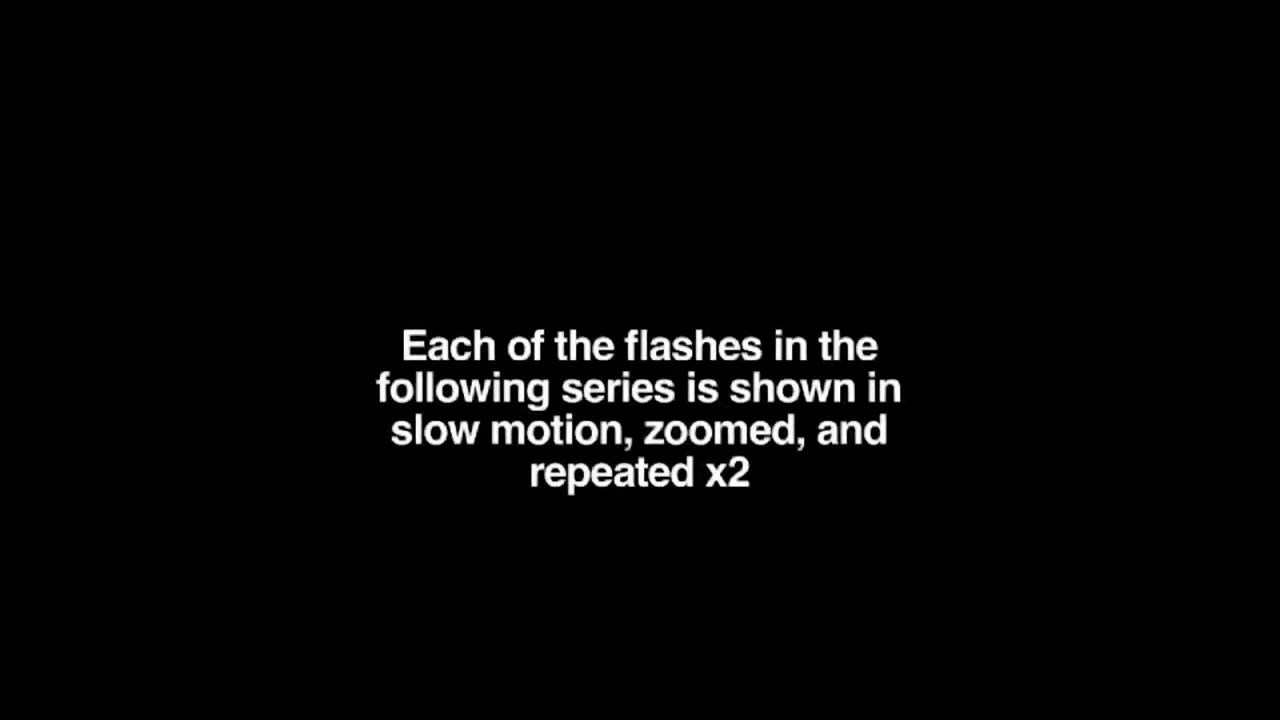 Each of the flashes in the
following series is shown in
slow motion, zoomed, and
repeated x2